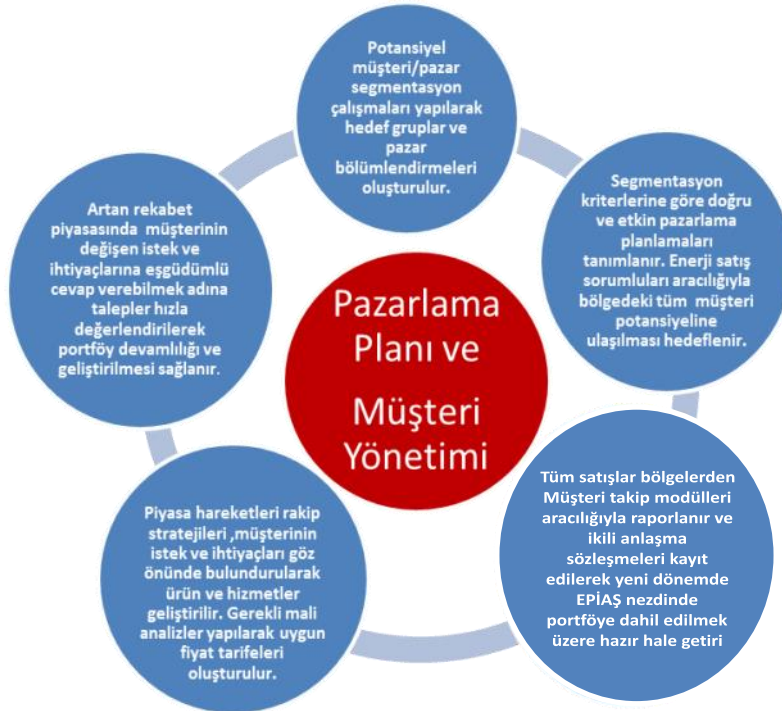 Potansiyel
müşteri/pazar
segmentasyon
çalışmaları yapılarak
hedef gruplar ve
pazar
bölümlendirmeleri
oluşturulur.
Segmentasyon
kriterlerine göre doğru
ve etkin pazarlama
planlamaları
tanımlanır. Enerji satış
sorumluları aracılığıyla
bölgedeki tüm müşteri
potansiyeline
ulaşılması hedeflenir.
Tüm satışlar bölgelerden
Müşteri takip modülleri
aracılığıyla raporlanır ve
ikili anlaşma
sözleşmeleri kayıt
edilerek yeni dönemde
EPİAŞ nezdinde
portföye dahil edilmek
üzere hazır hale getiri
Piyasa hareketleri rakip
stratejileri ,müşterinin
istek ve ihtiyaçları göz
önünde bulundurularak
ürün ve hizmetler
geliştirilir. Gerekli mali
analizler yapılarak uygun
fiyat tarifeleri
oluşturulur.
Artan rekabet
piyasasında müşterinin
değişen istek ve
ihtiyaçlarına eşgüdümlü
cevap verebilmek adına
talepler hızla
değerlendirilerek
portföy devamlılığı ve
geliştirilmesi sağlanır.
Pazarlama
Planı ve
Müşteri
Yönetimi